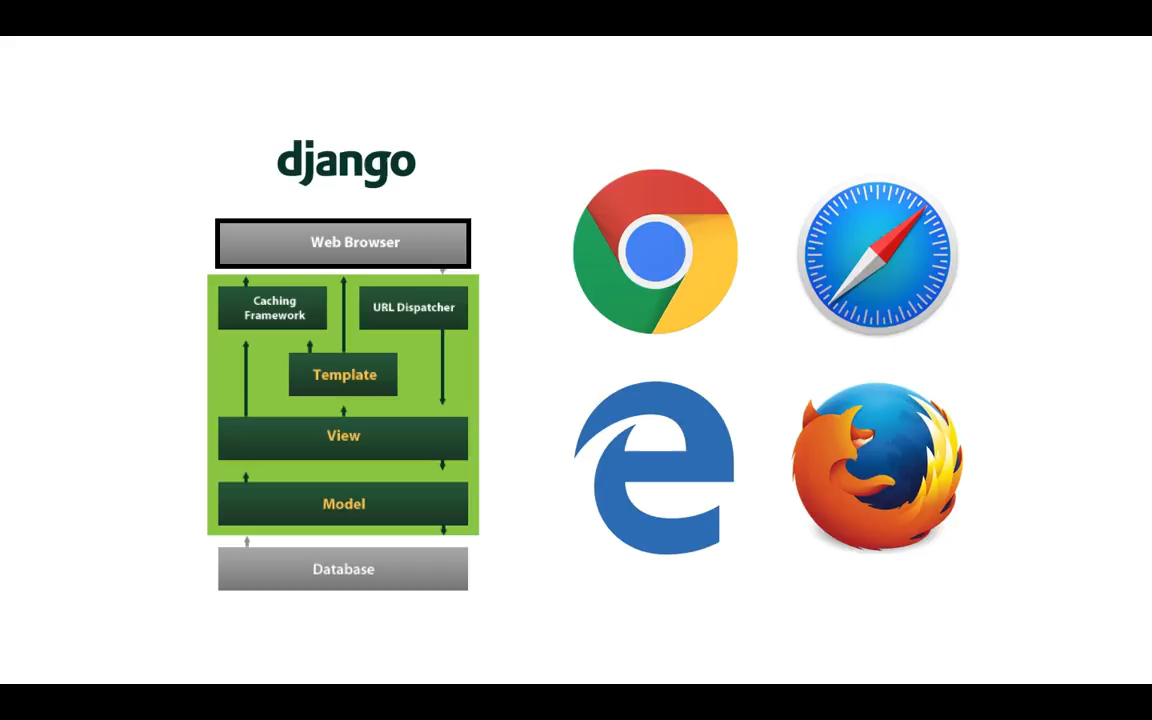 django
Web Browser
Caching
Framework
URL Dispatcher
Template
View
Model
Database